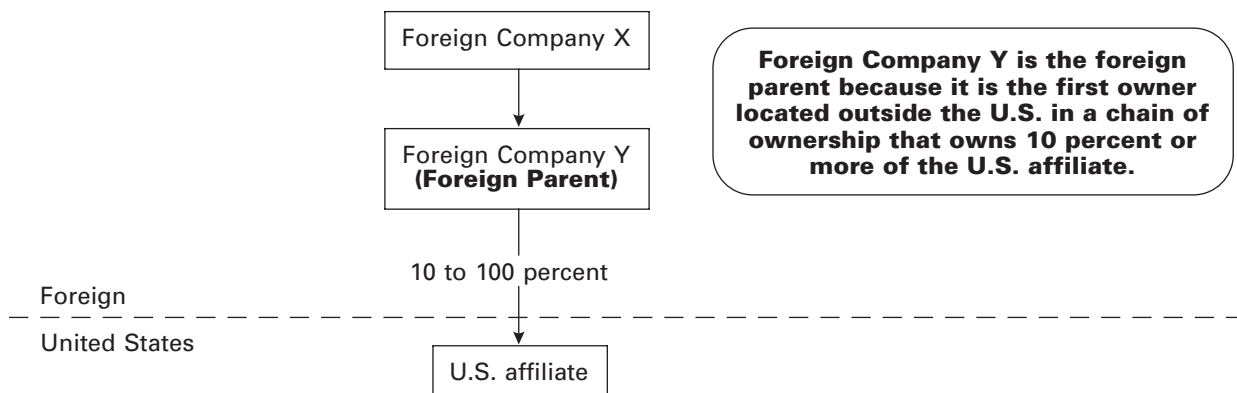 Foreign Company X
Foreign Company Y is the foreign
parent because it is the first owner
located outside the U.S. in a chain of
ownership that owns 10 percent or
more of the U.S. affiliate.
Foreign Company Y
(Foreign Parent)
10 to 100 percent
Foreign
United States
U.S. affiliate